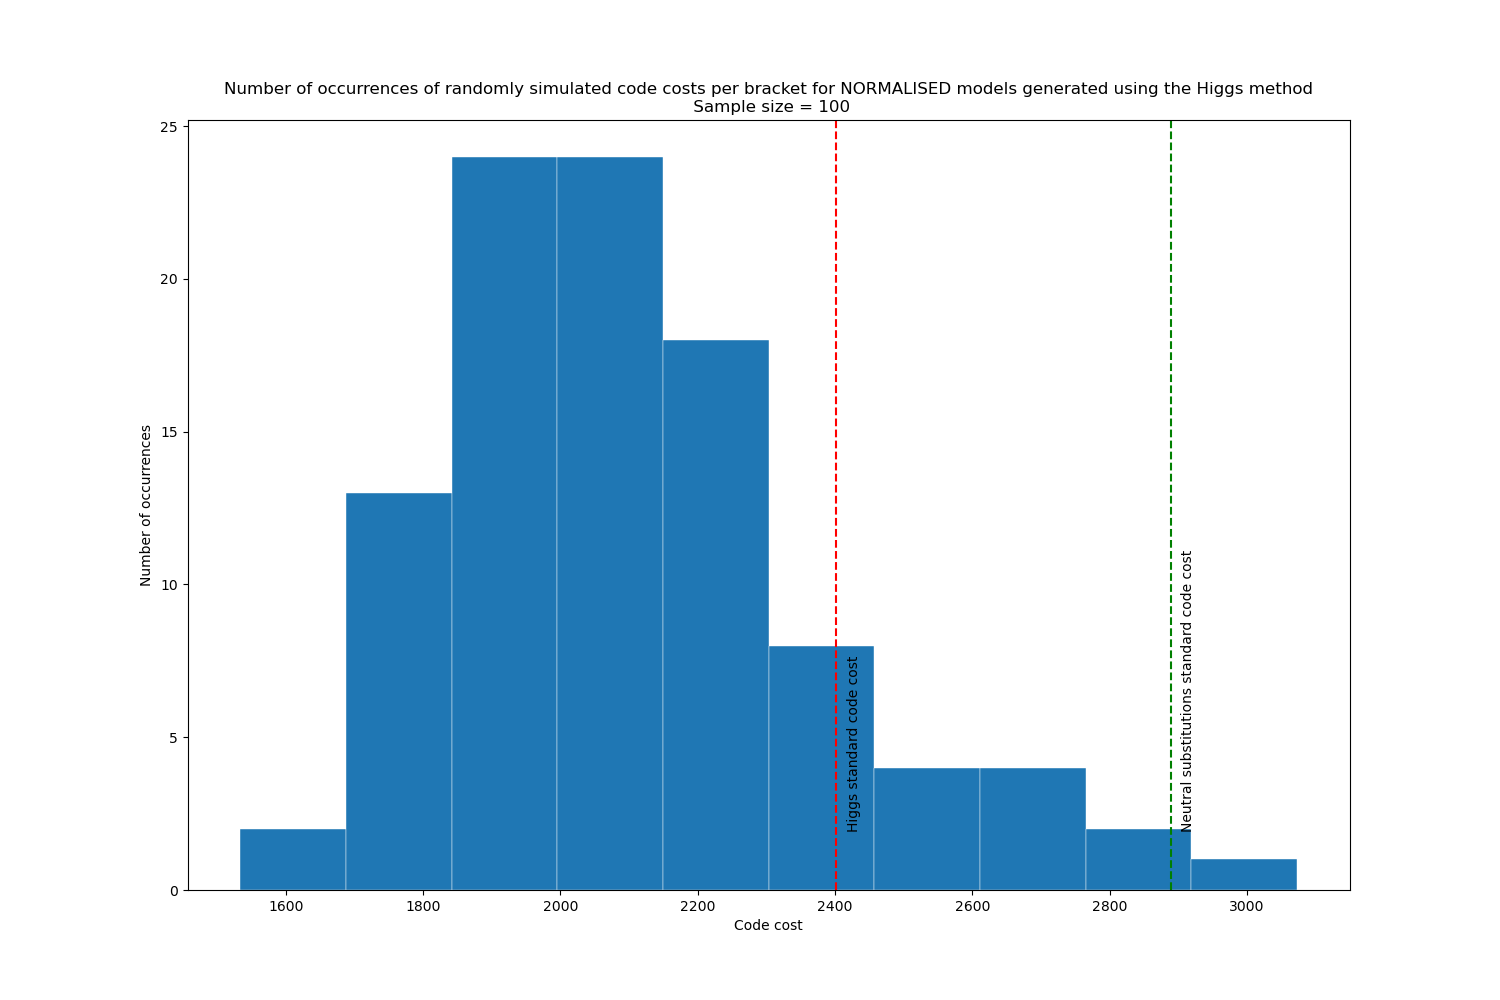 Number of occurrences of randomly simulated code costs per bracket for NORMALISED models generated using the Higgs method
Sample size = 100
25
20
15
10
5
0
Number of occurrences
Higgs standard code cost
Neutral substitutions standard code cost
1600
1800
2000
2200
2400
2600
2800
3000
Code cost